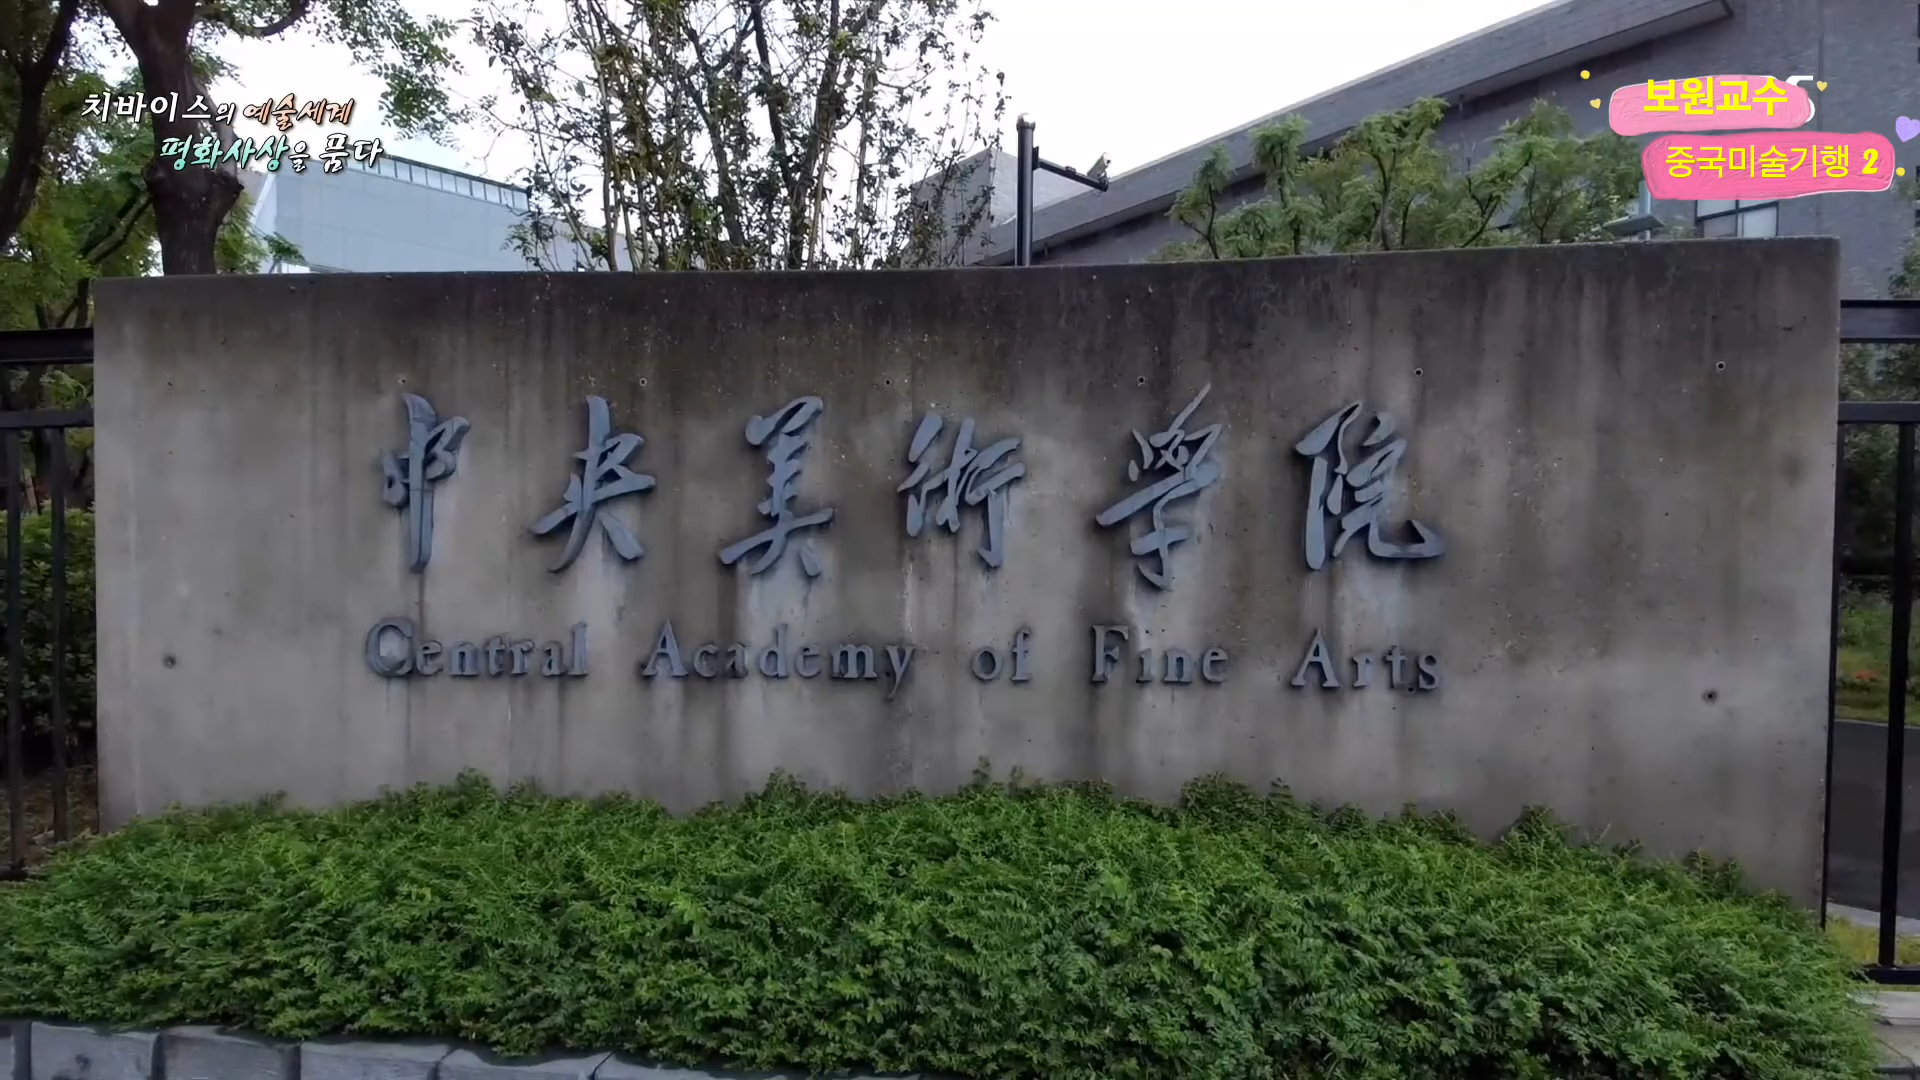 치바이스의 예술세계
평화사상을 품다
보원교수
중국미술기행 2
中央美術學院
Central Academy of Fine Arts